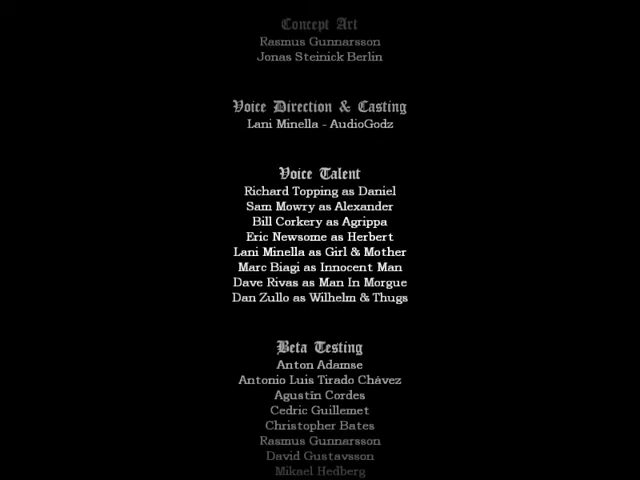 Concept Art
Rasmus Gunnarsson
Jonas Steinick Berlin
Voice Direction & Casting
Lani Minella - AudioGodz
Voice Talent
Richard Topping as Daniel
Sam Mowry as Alexander
Bill Corkery as Agrippa
Eric Newsome as Herbert
Lani Minella as Girl & Mother
Marc Biagi as Innocent Man
Dave Rivas as Man In Morgue
Dan Zullo as Wilhelm & Thugs
Beta Testing
Anton Adamse
Antonio Luis Tirado Chávez
Agustín Cordes
Cedric Guillemet
Christopher Bates
Rasmus Gunnarsson
David Gustavsson
Mikael Hedberg